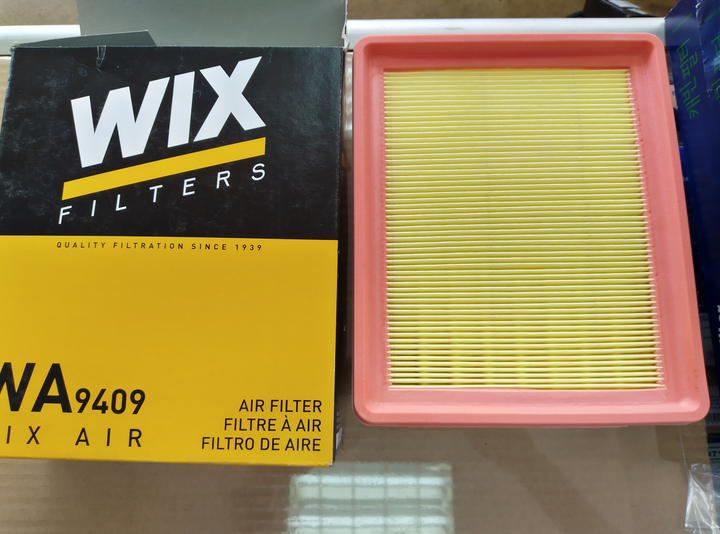 WIX
FILTERS
QUALITY FILTRATION SINCE 1939
WA9409
IX AIR
AIR FILTER
FILTRE À AIR
FILTRO DE AIRE